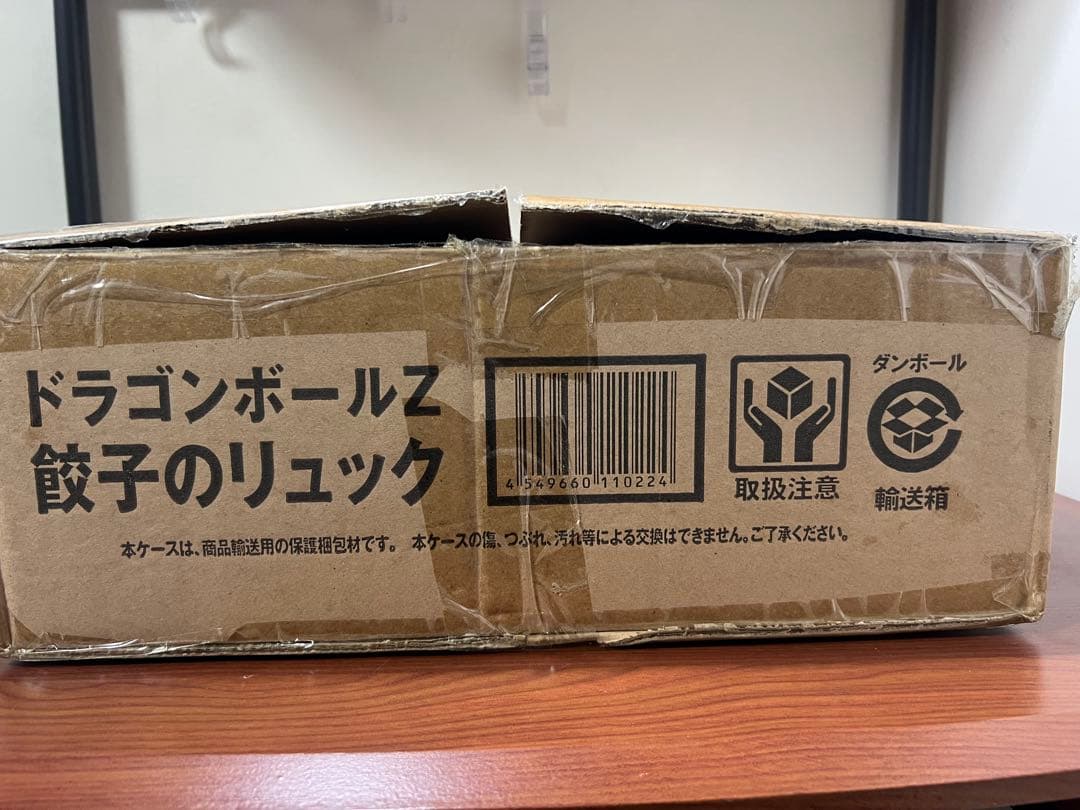 ドラゴンボールZ
餃子のリュック
4 549660 110224
取扱注意
ダンボール
輸送箱
本ケースは、商品輸送用の保護梱包材です。 本ケースの傷、つぶれ、汚れ等による交換はできません。ご了承ください。